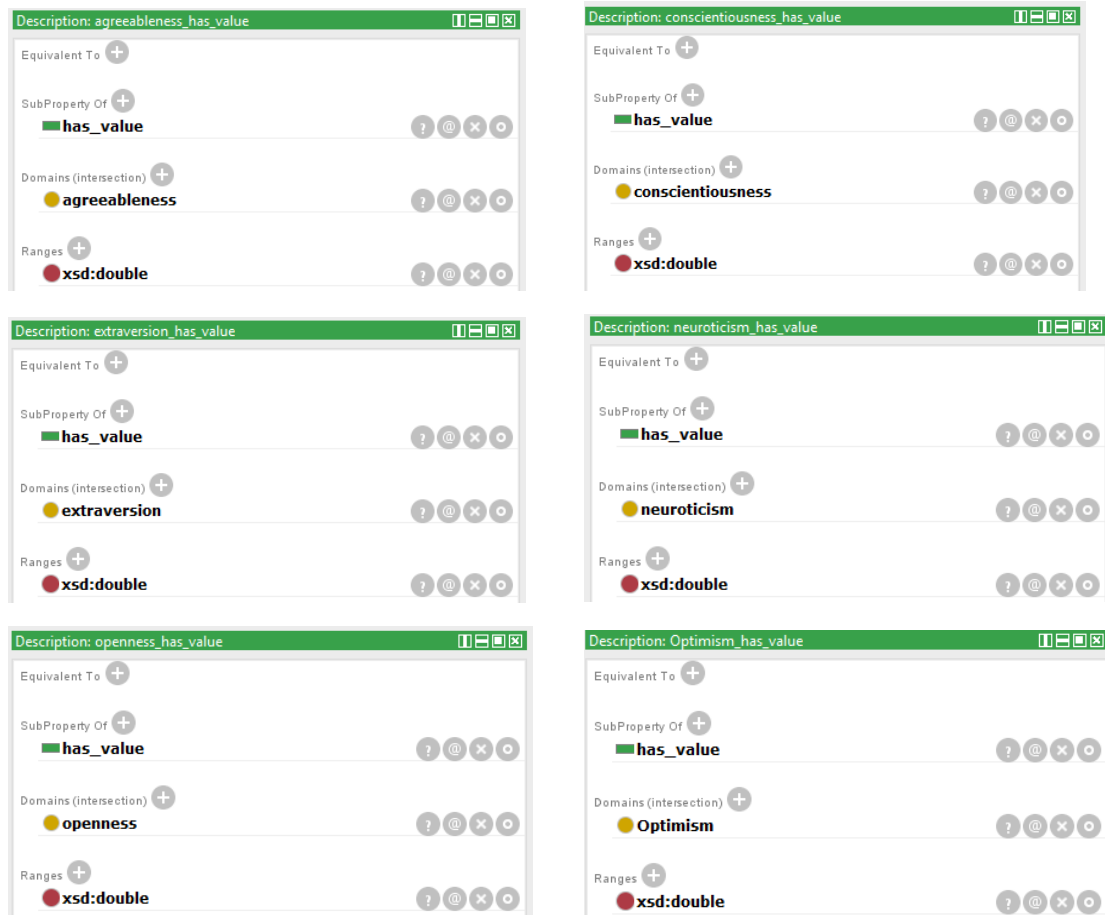 Description: agreeableness_has_value
Equivalent To
SubProperty Of
has_value
Domains (intersection)
agreeableness
Ranges
xsd:double
Description: conscientiousness_has_value
Equivalent To
SubProperty Of
has_value
Domains (intersection)
conscientiousness
Ranges
xsd:double
Description: extraversion_has_value
Equivalent To
SubProperty Of
has_value
Domains (intersection)
extraversion
Ranges
xsd:double
Description: neuroticism_has_value
Equivalent To
SubProperty Of
has_value
Domains (intersection)
neuroticism
Ranges
xsd:double
Description: openness_has_value
Equivalent To
SubProperty Of
has_value
Domains (intersection)
openness
Ranges
xsd:double
Description: Optimism_has_value
Equivalent To
SubProperty Of
has_value
Domains (intersection)
Optimism
Ranges
xsd:double